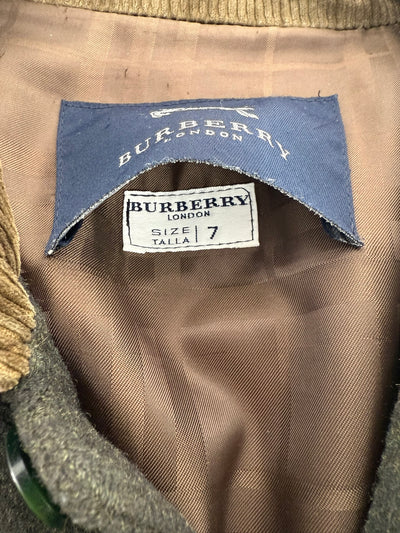 BURBERRY
LONDON
BURBERRY
LONDON
SIZE
TALLA
7